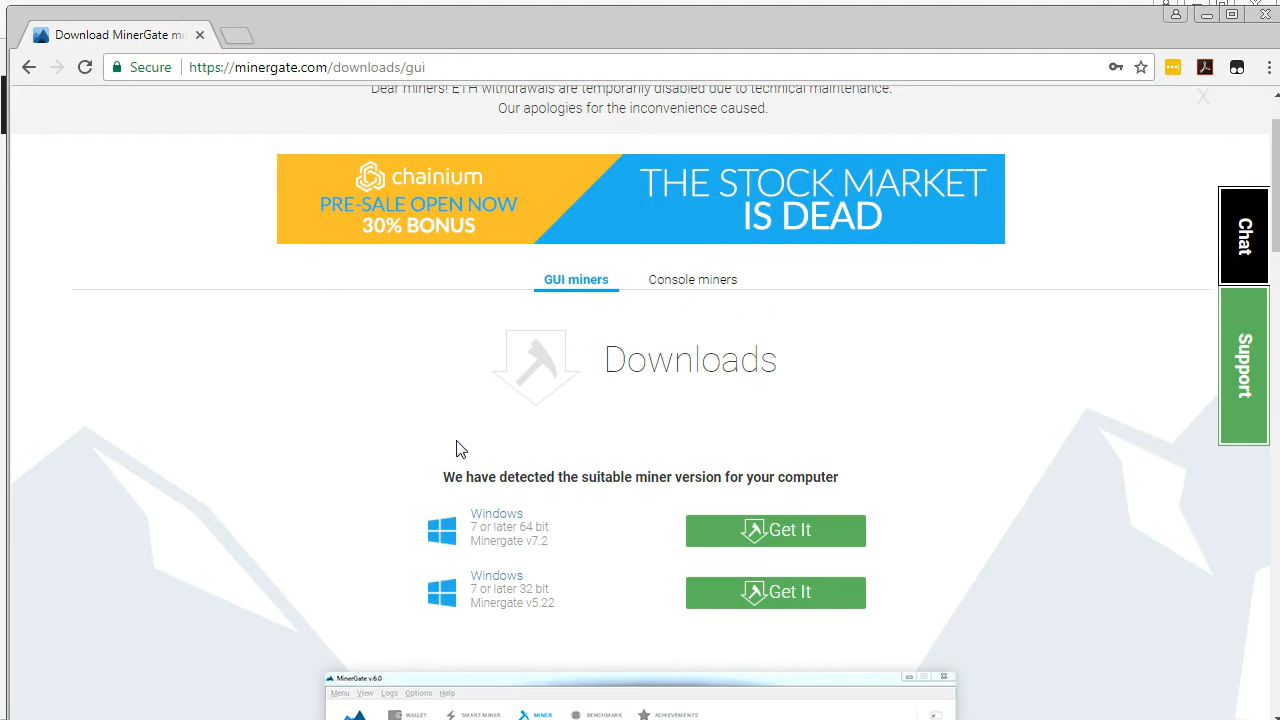 Download MinerGate mi
Secure https://minergate.com/downloads/gui
Dear miners! ETH withdrawals are temporarily disabled due to technical maintenance.
Our apologies for the inconvenience caused.
X
chainium
PRE-SALE OPEN NOW
30% BONUS
THE STOCK MARKET
IS DEAD
Chat
Support
GUI miners Console miners
Downloads
We have detected the suitable miner version for your computer
Windows
7 or later 64 bit
Minergate v7.2
Get It
Windows
7 or later 32 bit
Minergate v5.22
Get It
MinerGate v.6.0
Menu View Logs Options Help
WALLET SMART MINER MINER BENCHMARK ACHIEVEMENTS